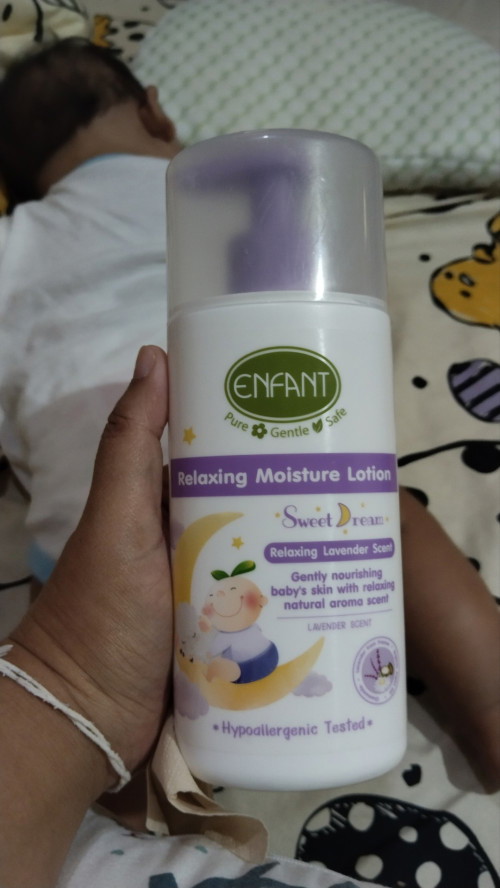 ENFANT
Pure Gentle Safe
Relaxing Moisture Lotion
Sweet Dream
Relaxing Lavender Scent
Gently nourishing
baby's skin with relaxing
natural aroma scent
LAVENDER SCENT
•Hypoallergenic Tested•